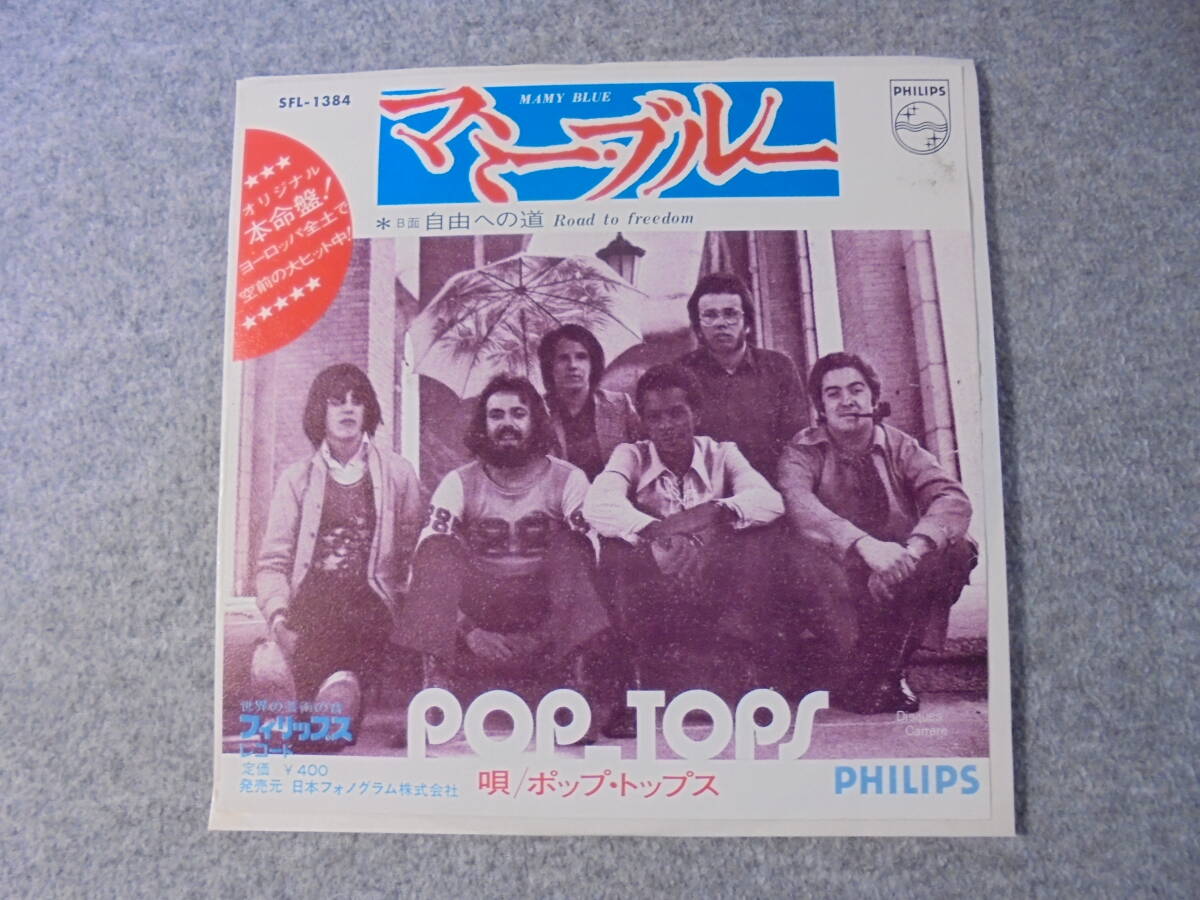 SFL-1384
MAMY BLUE
マミー・ブルー
PHILIPS
＊B面 自由への道 Road to freedom
★★★
オリジナル
本命盤！
ヨーロッパ全土で
空前の大ヒット中！
★★★★★
88
POP-TOPS
Disques
Carrere
世界の芸術の音
フィリップス
レコード
定価 ￥400
発売元 日本フォノグラム株式会社
唄/ポップ・トップス
PHILIPS